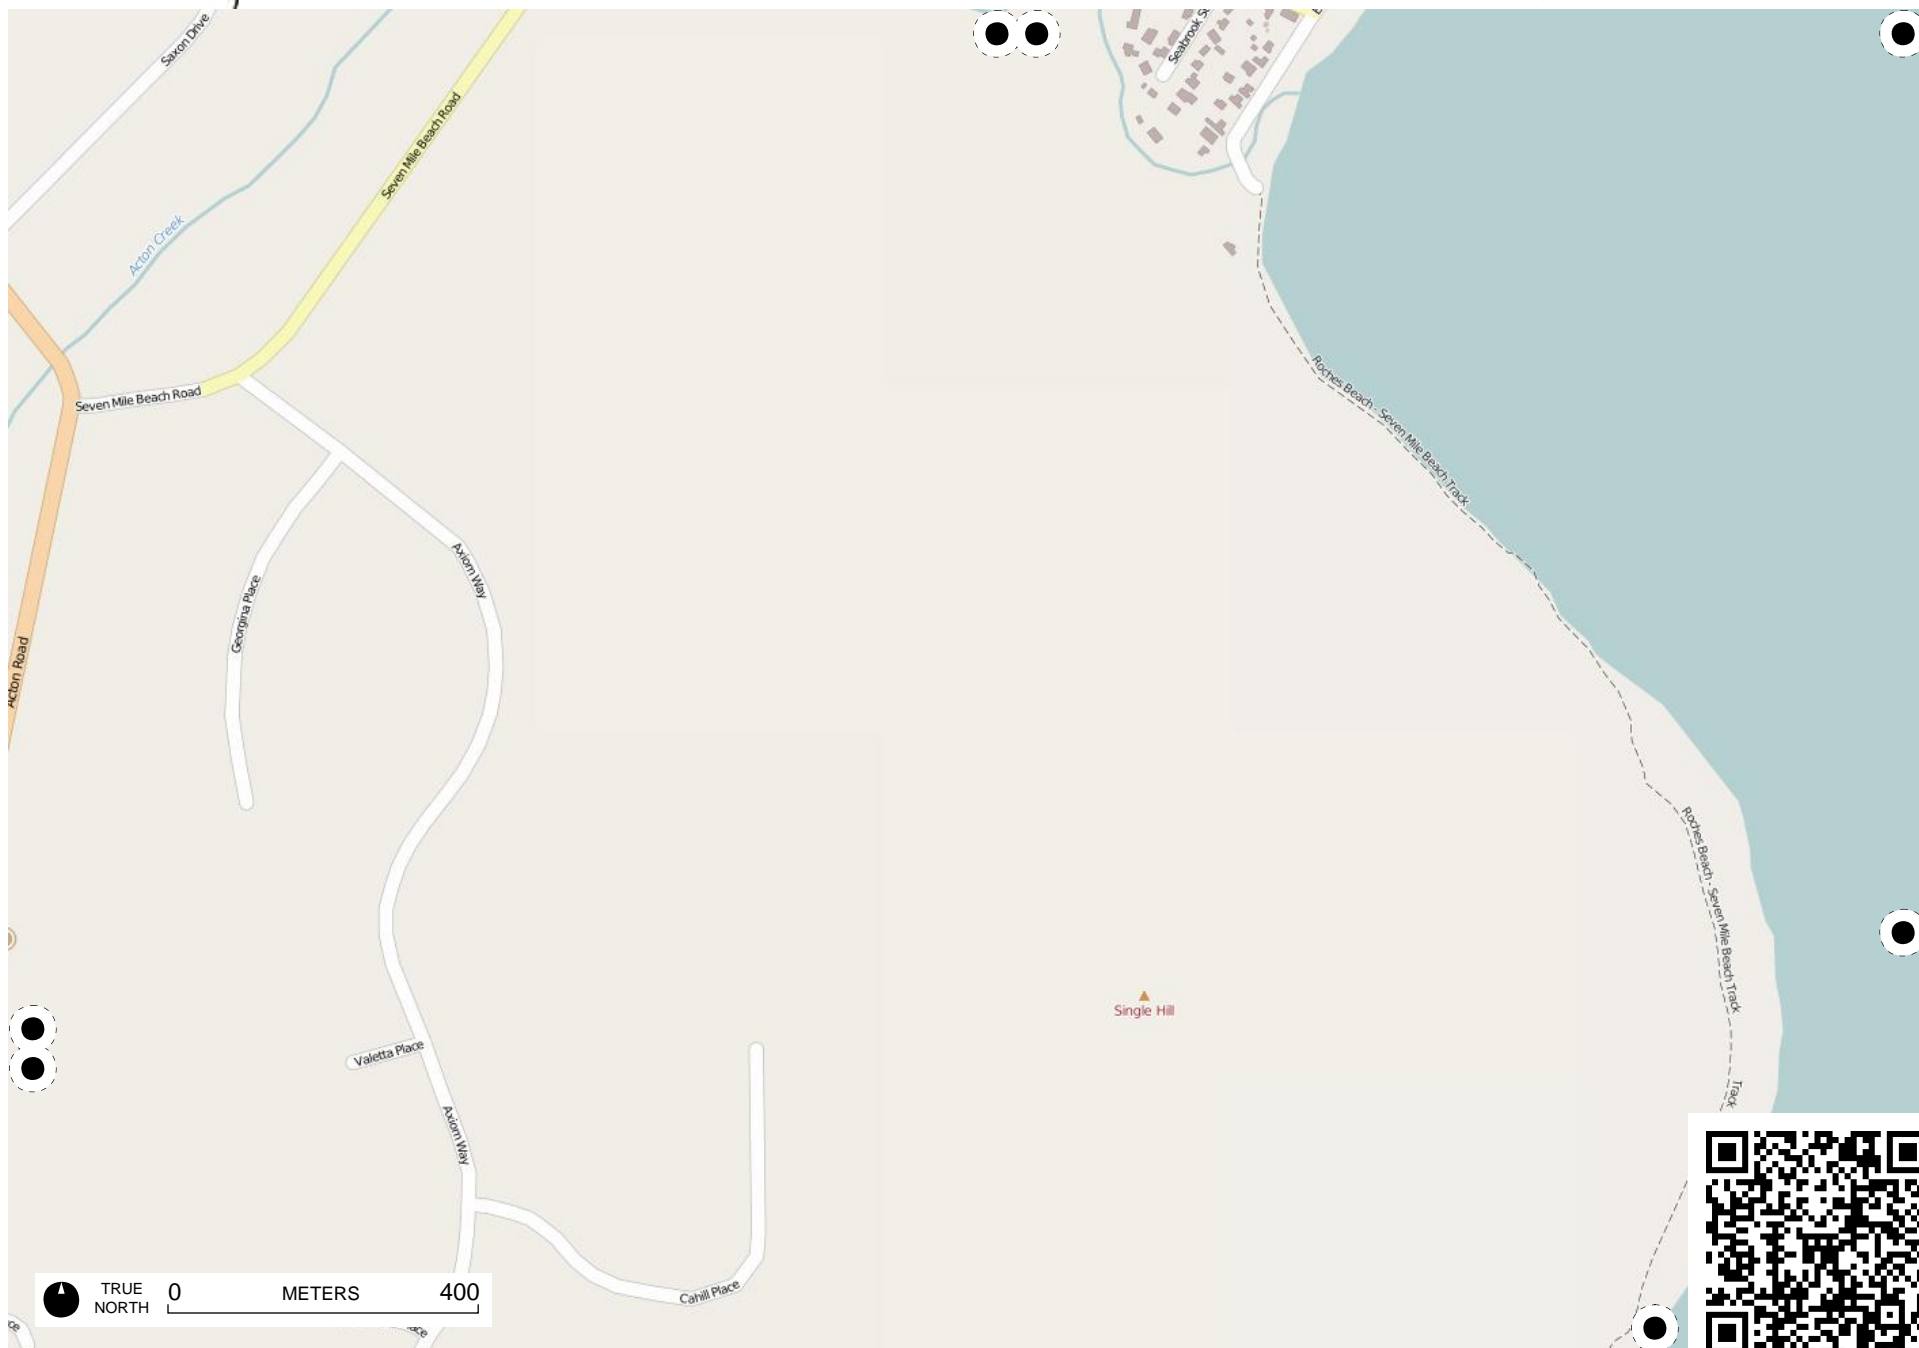 Saxon Drive
Seabrook
Seven Mile Beach Road
Acton Creek
Seven Mile Beach Road
Roches Beach - Seven Mile Beach Track
Axiom Way
Georgina Place
Acton Road
Roches Beach - Seven Mile Beach Track
Single Hill
Valetta Place
Track
Axiom Way
Cahill Place
TRUE
NORTH
0 METERS 400